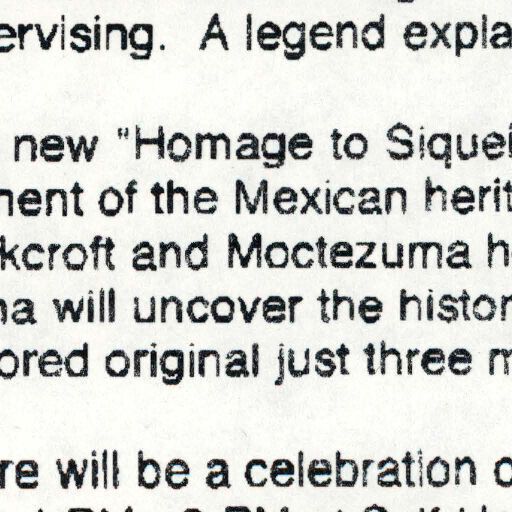 ervising. A legend expla
new "Homage to Siquei
nent of the Mexican herit
kcroft and Moctezuma h
na will uncover the histor
ored original just three m
re will be a celebration o